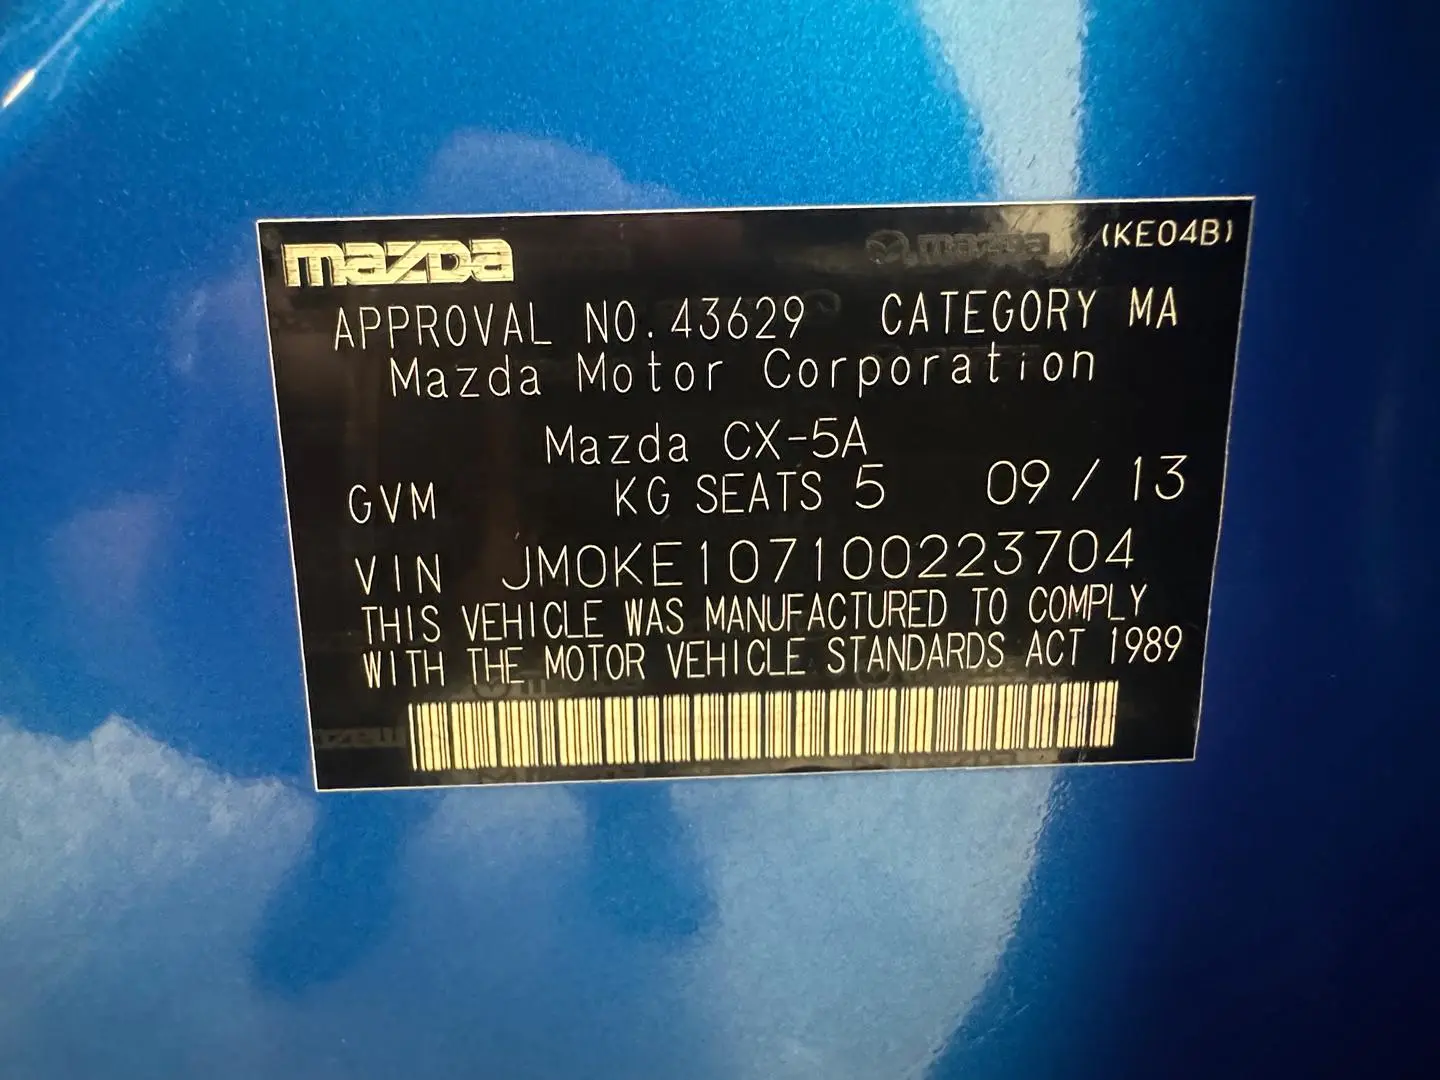 mazda (KE04B)
APPROVAL NO. 43629 CATEGORY MA
Mazda Motor Corporation
Mazda CX-5A
GVM KG SEATS 5 09 / 13
VIN JM0KE107100223704
THIS VEHICLE WAS MANUFACTURED TO COMPLY
WITH THE MOTOR VEHICLE STANDARDS ACT 1989